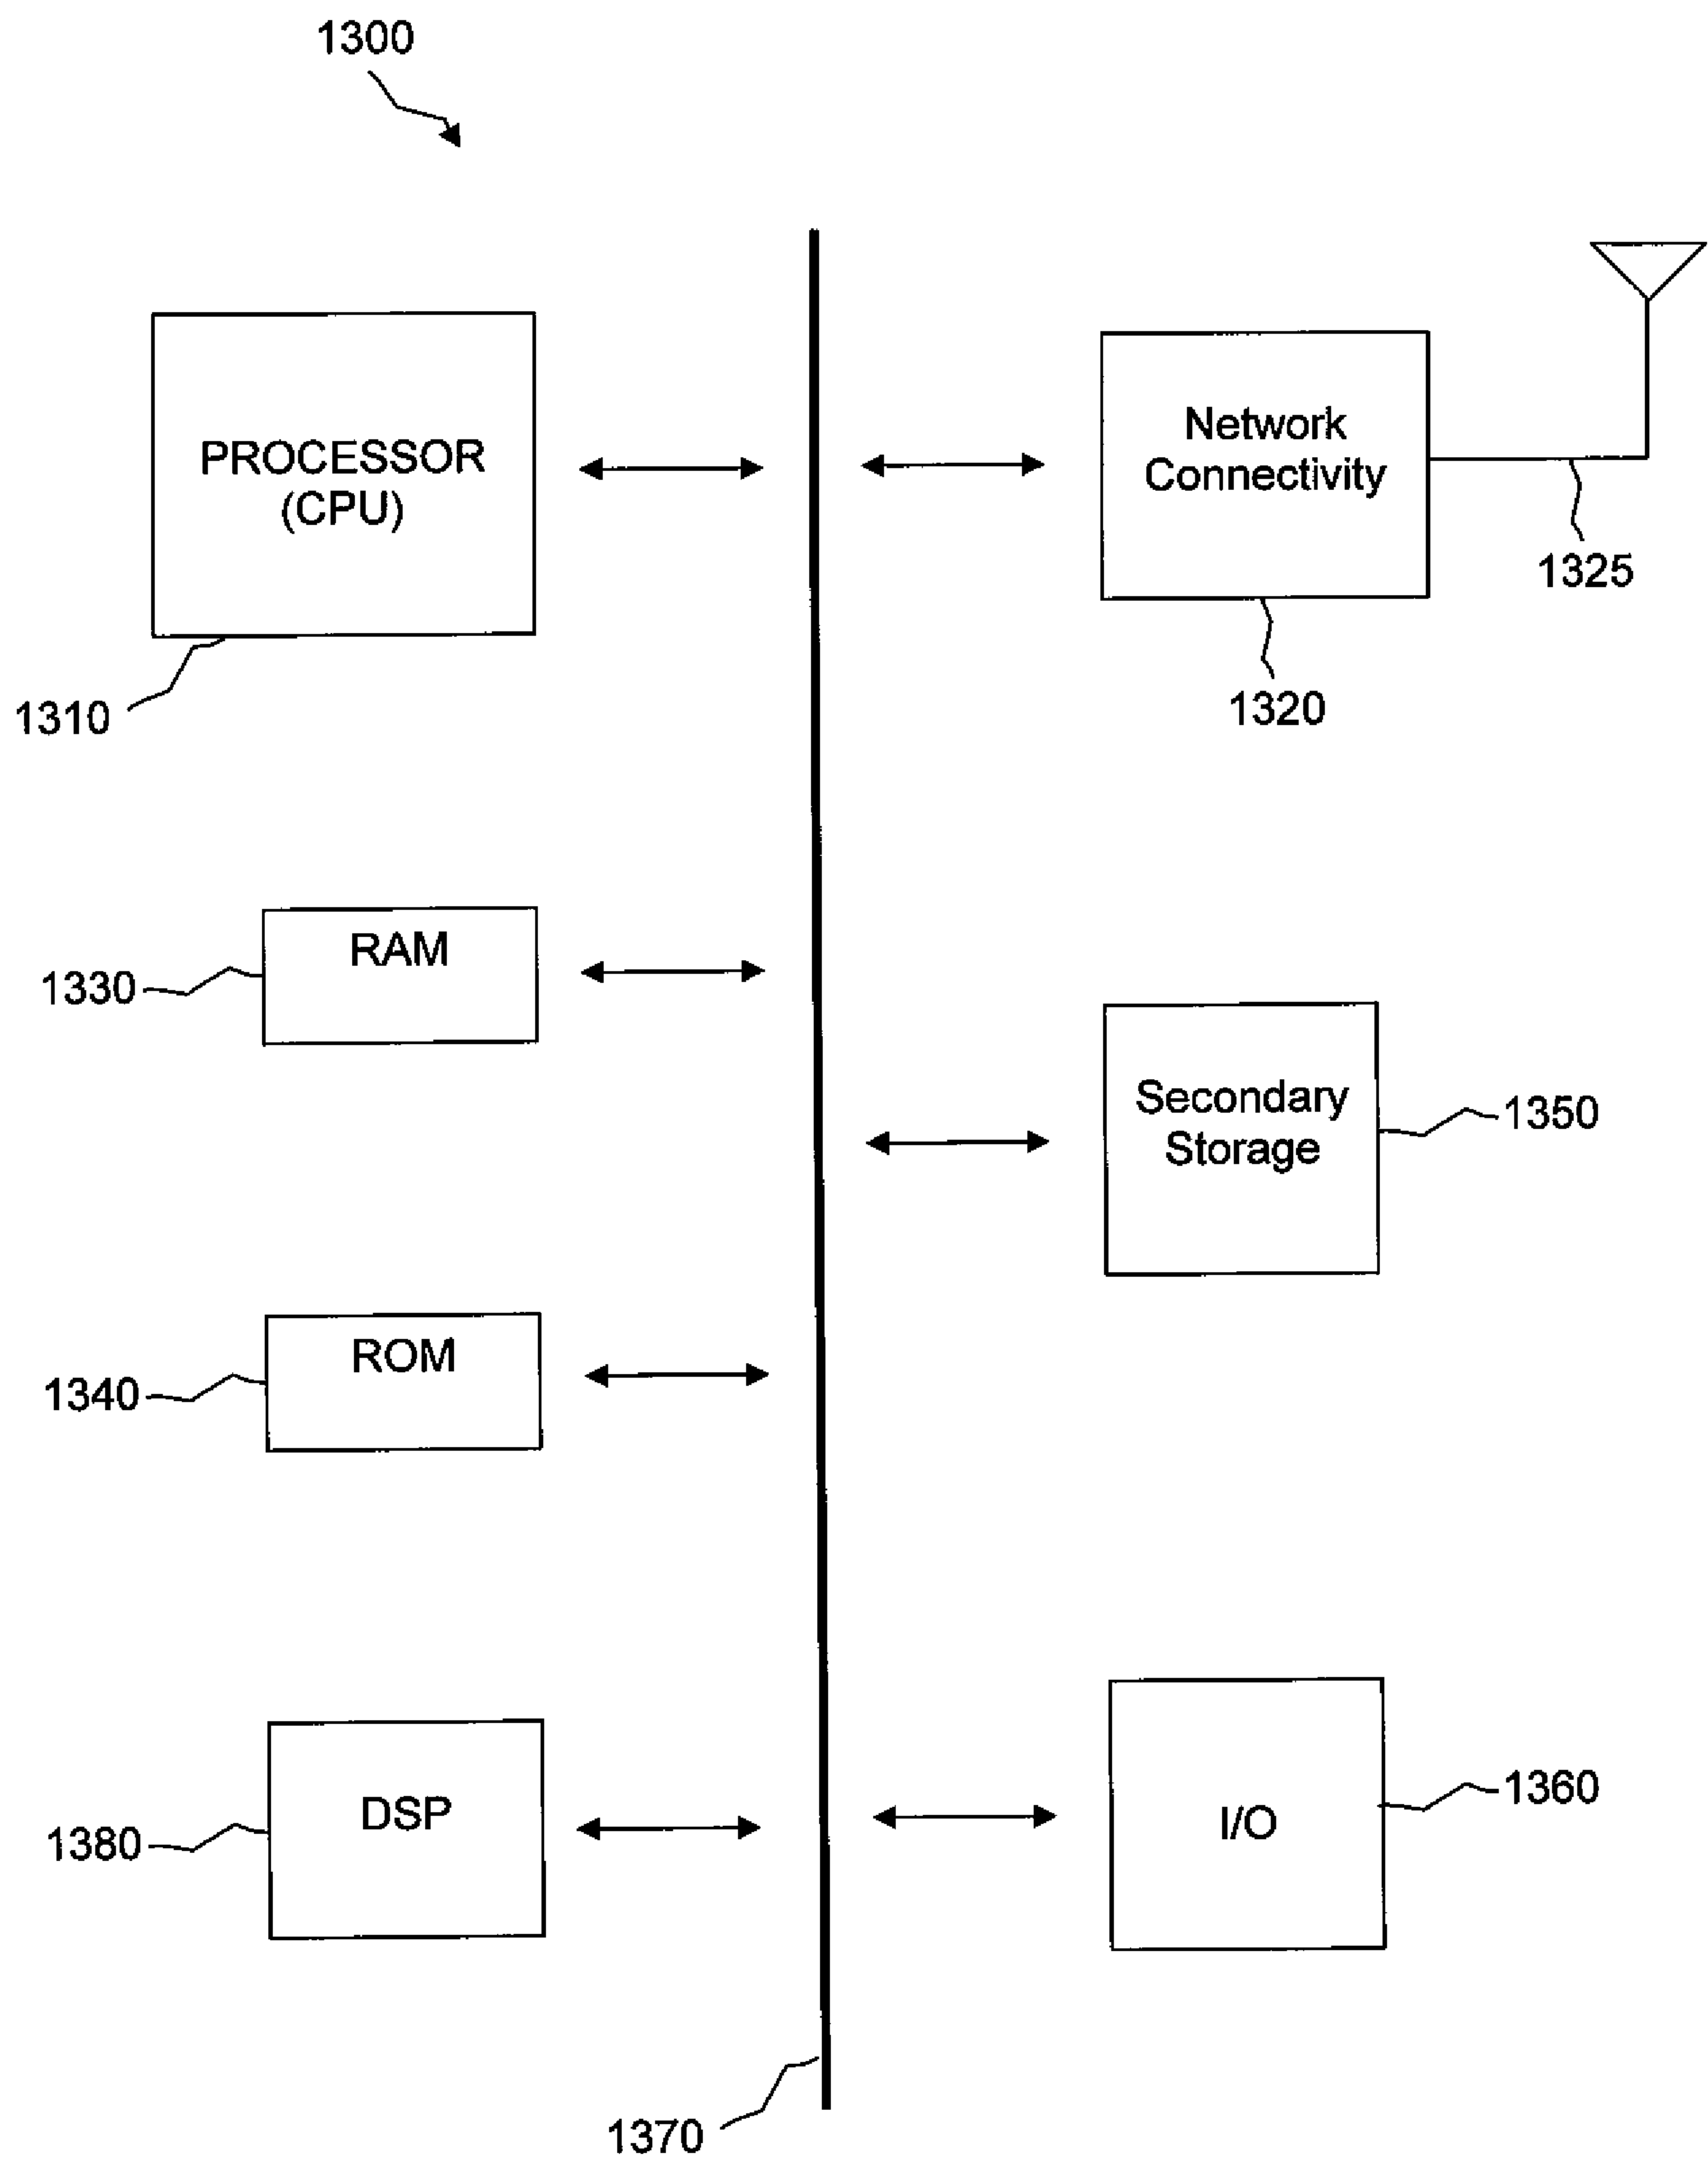 1300
PROCESSOR
(CPU)
1310
Network
Connectivity
1325
1320
RAM
1330
Secondary
Storage
1350
ROM
1340
DSP
1380
I/O
1360
1370